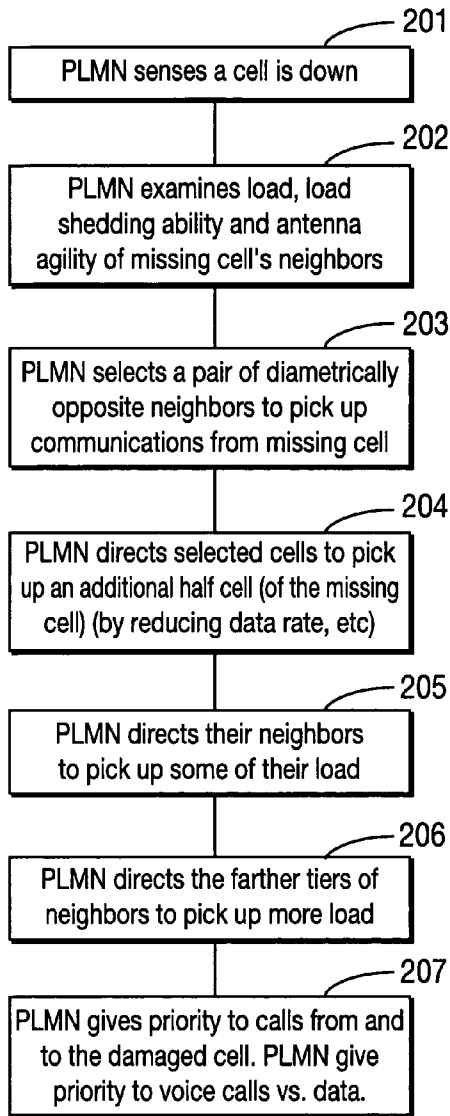 201
PLMN senses a cell is down
202
PLMN examines load, load
shedding ability and antenna
agility of missing cell's neighbors
203
PLMN selects a pair of diametrically
opposite neighbors to pick up
communications from missing cell
204
PLMN directs selected cells to pick
up an additional half cell (of the missing
cell) (by reducing data rate, etc)
205
PLMN directs their neighbors
to pick up some of their load
206
PLMN directs the farther tiers of
neighbors to pick up more load
207
PLMN gives priority to calls from and
to the damaged cell. PLMN give
priority to voice calls vs. data.